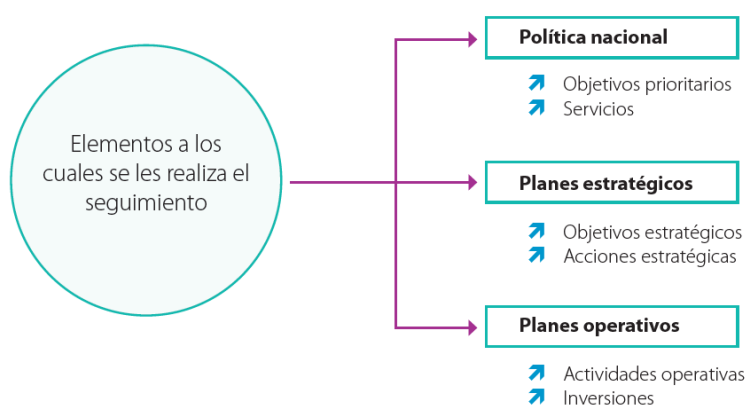 Elementos a los
cuales se les realiza el
seguimiento
Política nacional
Objetivos prioritarios
Servicios
Planes estratégicos
Objetivos estratégicos
Acciones estratégicas
Planes operativos
Actividades operativas
Inversiones